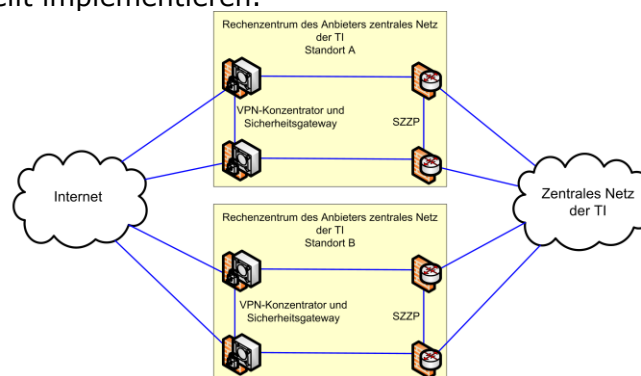 implementieren.
Rechenzentrum des Anbieters zentrales Netz
der TI
Standort A
VPN-Konzentrator und
Sicherheitsgateway
SZZP
Internet
Zentrales Netz
der TI
Rechenzentrum des Anbieters zentrales Netz
der TI
Standort B
VPN-Konzentrator und
Sicherheitsgateway
SZZP